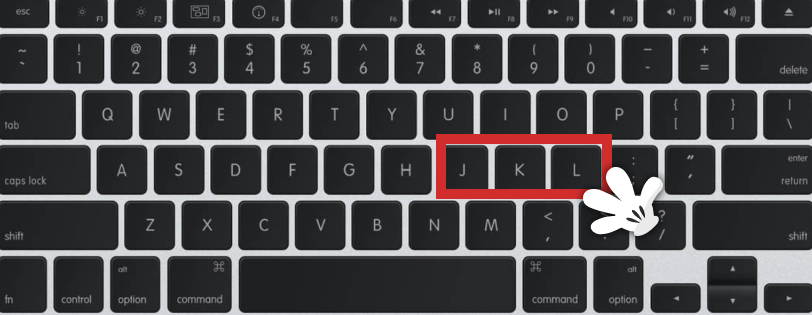 esc F1 F2 F3 F4 F5 F6 F7 F8 F9 F10 F11 F12
~ ! @ # $ % ^ & * ( ) – +
` 1 2 3 4 5 6 7 8 9 0 - = delete
tab Q W E R T Y U I O P { [ } ] | \
caps lock A S D F G H J K L : " ' enter return
shift Z X C V B N M < , . ? / shift
fn control alt option ⌘ command ⌘ command alt option